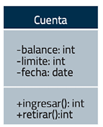 Cuenta
-balance: int
-limite: int
-fecha: date
+ingresar(): int
+retirar():int